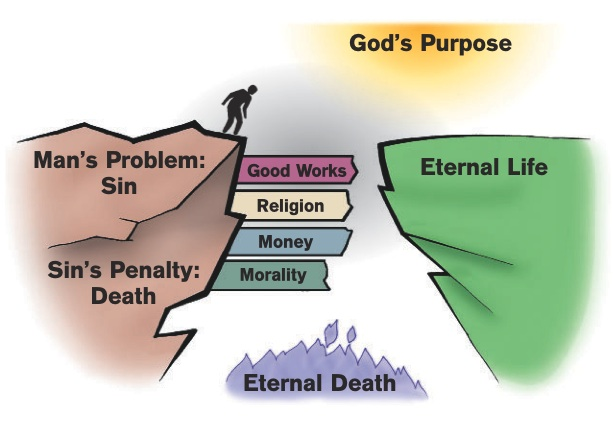 God's Purpose
Man's Problem:
Sin
Good Works
Eternal Life
Religion
Money
Sin's Penalty:
Death
Morality
Eternal Death